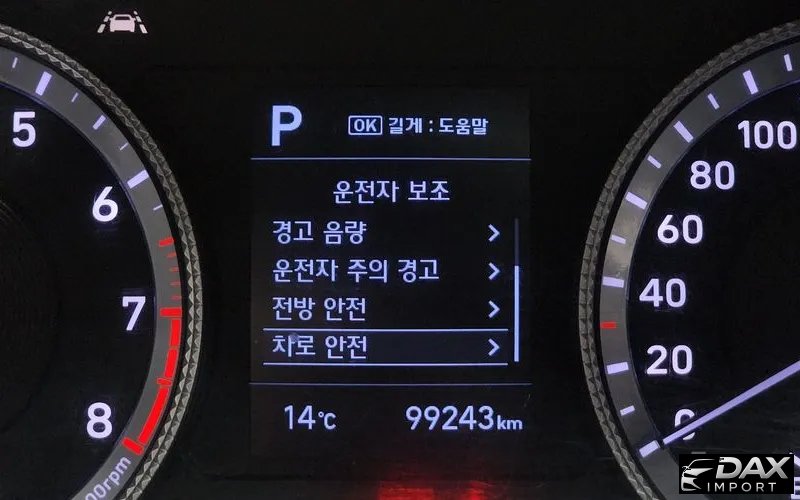 P
OK 길게 : 도움말
운전자 보조
경고 음량
운전자 주의 경고
전방 안전
차로 안전
14℃
99243km
5
6
7
8
00rpm
100
80
60
40
20
0
DAX
IMPORT